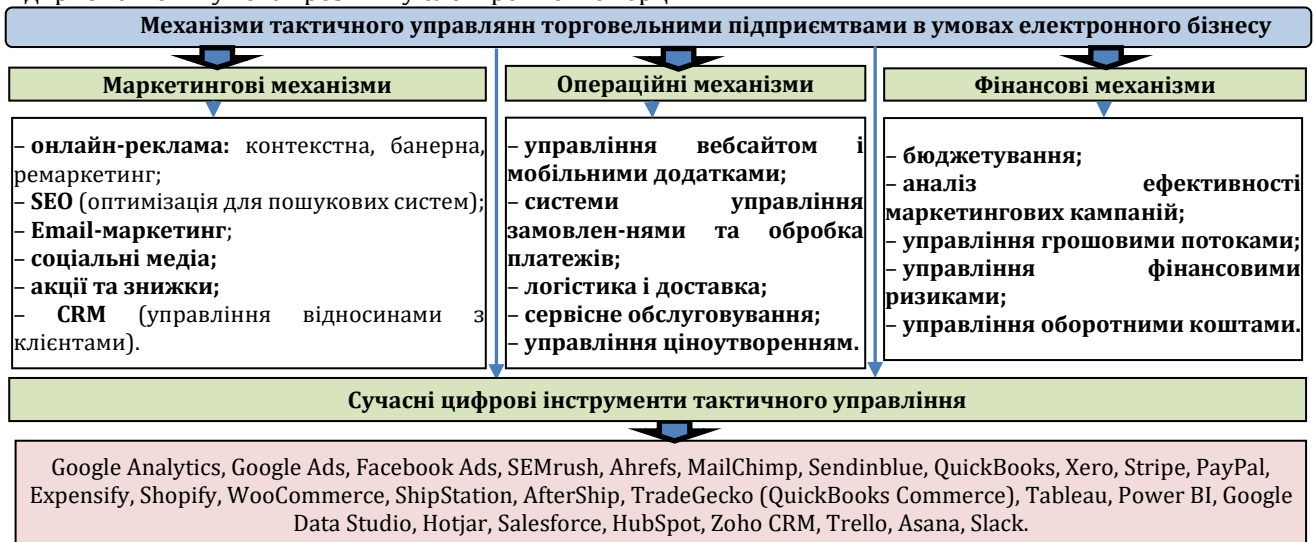 Механізми тактичного управлянн торговельними підприємтвами в умовах електронного бізнесу
Маркетингові механізми
– онлайн-реклама: контекстна, банерна,
ремаркетинг;
– SEO (оптимізація для пошукових систем);
– Email-маркетинг;
– соціальні медіа;
– акції та знижки;
– CRM (управління відносинами з
клієнтами).
Операційні механізми
– управління вебсайтом і
мобільними додатками;
– системи управління
замовлен-нями та обробка
платежів;
– логістика і доставка;
– сервісне обслуговування;
– управління ціноутворенням.
Фінансові механізми
– бюджетування;
– аналіз ефективності
маркетингових кампаній;
– управління грошовими потоками;
– управління фінансовими
ризиками;
– управління оборотними коштами.
Сучасні цифрові інструменти тактичного управління
Google Analytics, Google Ads, Facebook Ads, SEMrush, Ahrefs, MailChimp, Sendinblue, QuickBooks, Xero, Stripe, PayPal,
Expensify, Shopify, WooCommerce, ShipStation, AfterShip, TradeGecko (QuickBooks Commerce), Tableau, Power BI, Google
Data Studio, Hotjar, Salesforce, HubSpot, Zoho CRM, Trello, Asana, Slack.